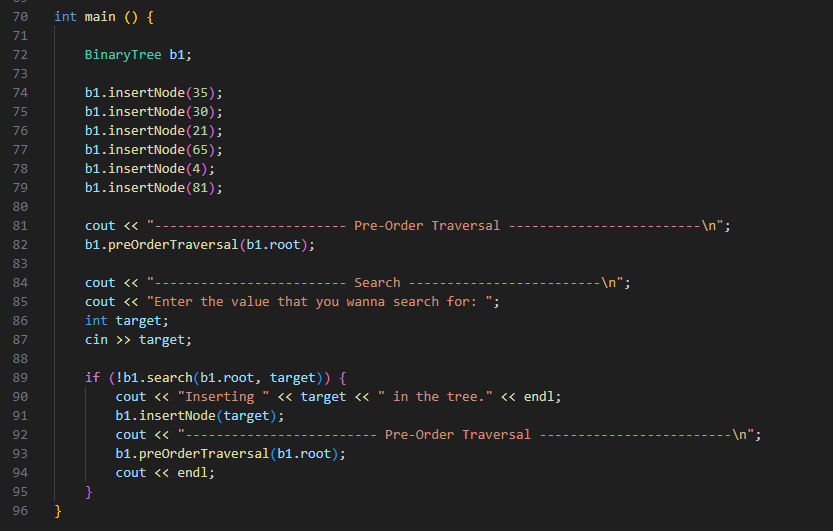 70 int main () {
71
72 BinaryTree b1;
73
74 b1.insertNode(35);
75 b1.insertNode(30);
76 b1.insertNode(21);
77 b1.insertNode(65);
78 b1.insertNode(4);
79 b1.insertNode(81);
80
81 cout << "------------------------- Pre-Order Traversal -------------------------\n";
82 b1.preOrderTraversal(b1.root);
83
84 cout << "------------------------- Search -------------------------\n";
85 cout << "Enter the value that you wanna search for: ";
86 int target;
87 cin >> target;
88
89 if (!b1.search(b1.root, target)) {
90 cout << "Inserting " << target << " in the tree." << endl;
91 b1.insertNode(target);
92 cout << "------------------------- Pre-Order Traversal -------------------------\n";
93 b1.preOrderTraversal(b1.root);
94 cout << endl;
95 }
96 }